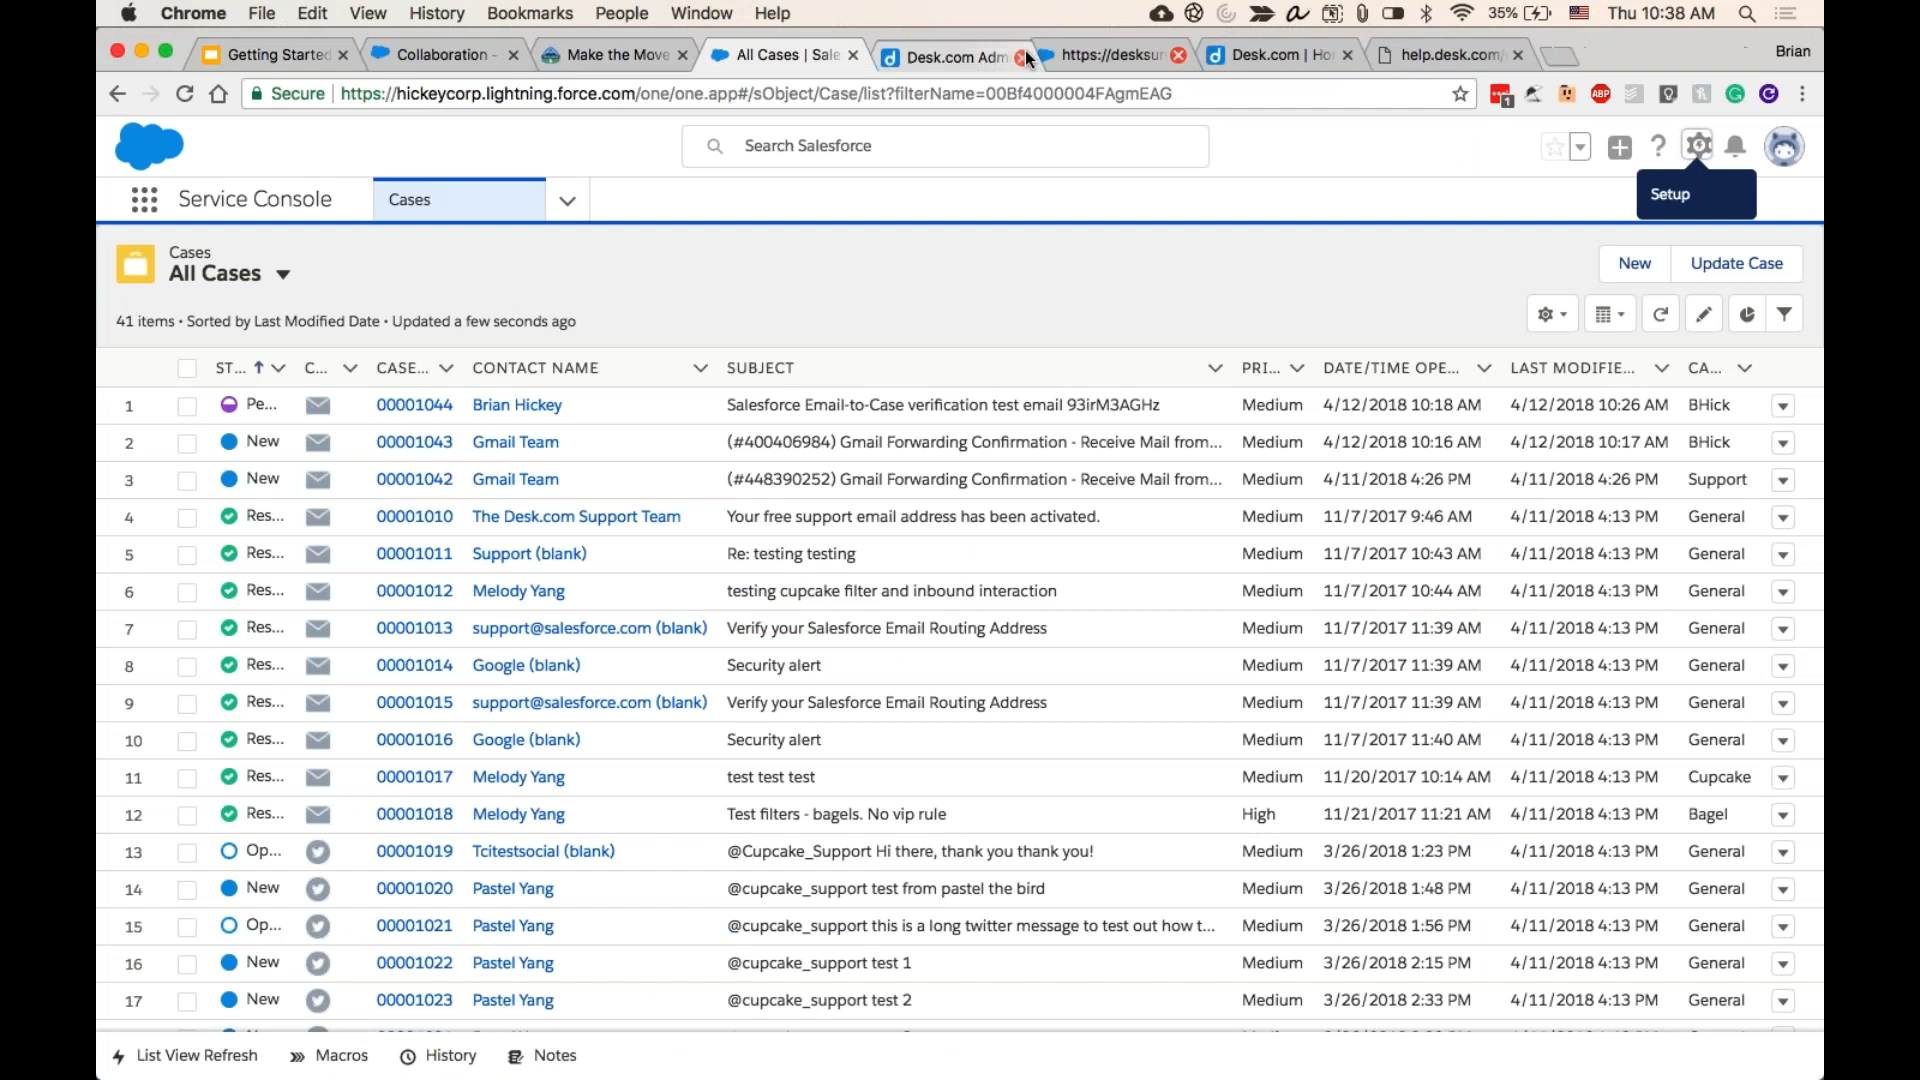 Chrome File Edit View History Bookmarks People Window Help 35% Thu 10:38 AM
Getting Started Collaboration - Make the Move All Cases | Sale Desk.com Adm https://desksur Desk.com | Ho help.desk.com/ Brian
Secure https://hickeycorp.lightning.force.com/one/one.app#/sObject/Case/list?filterName=00Bf4000004FAgmEAG 1 ABP
Search Salesforce
Setup
Service Console Cases
Cases
All Cases
New Update Case
41 items • Sorted by Last Modified Date • Updated a few seconds ago
ST... C... CASE... CONTACT NAME SUBJECT PRI... DATE/TIME OPE... LAST MODIFIE... CA...
1 Pe... 00001044 Brian Hickey Salesforce Email-to-Case verification test email 93irM3AGHz Medium 4/12/2018 10:18 AM 4/12/2018 10:26 AM BHick
2 New 00001043 Gmail Team (#400406984) Gmail Forwarding Confirmation - Receive Mail from... Medium 4/12/2018 10:16 AM 4/12/2018 10:17 AM BHick
3 New 00001042 Gmail Team (#448390252) Gmail Forwarding Confirmation - Receive Mail from... Medium 4/11/2018 4:26 PM 4/11/2018 4:26 PM Support
4 Res... 00001010 The Desk.com Support Team Your free support email address has been activated. Medium 11/7/2017 9:46 AM 4/11/2018 4:13 PM General
5 Res... 00001011 Support (blank) Re: testing testing Medium 11/7/2017 10:43 AM 4/11/2018 4:13 PM General
6 Res... 00001012 Melody Yang testing cupcake filter and inbound interaction Medium 11/7/2017 10:44 AM 4/11/2018 4:13 PM General
7 Res... 00001013 support@salesforce.com (blank) Verify your Salesforce Email Routing Address Medium 11/7/2017 11:39 AM 4/11/2018 4:13 PM General
8 Res... 00001014 Google (blank) Security alert Medium 11/7/2017 11:39 AM 4/11/2018 4:13 PM General
9 Res... 00001015 support@salesforce.com (blank) Verify your Salesforce Email Routing Address Medium 11/7/2017 11:39 AM 4/11/2018 4:13 PM General
10 Res... 00001016 Google (blank) Security alert Medium 11/7/2017 11:40 AM 4/11/2018 4:13 PM General
11 Res... 00001017 Melody Yang test test test Medium 11/20/2017 10:14 AM 4/11/2018 4:13 PM Cupcake
12 Res... 00001018 Melody Yang Test filters - bagels. No vip rule High 11/21/2017 11:21 AM 4/11/2018 4:13 PM Bagel
13 Op... 00001019 Tcitestsocial (blank) @Cupcake_Support Hi there, thank you thank you! Medium 3/26/2018 1:23 PM 4/11/2018 4:13 PM General
14 New 00001020 Pastel Yang @cupcake_support test from pastel the bird Medium 3/26/2018 1:48 PM 4/11/2018 4:13 PM General
15 Op... 00001021 Pastel Yang @cupcake_support this is a long twitter message to test out how t... Medium 3/26/2018 1:56 PM 4/11/2018 4:13 PM General
16 New 00001022 Pastel Yang @cupcake_support test 1 Medium 3/26/2018 2:15 PM 4/11/2018 4:13 PM General
17 New 00001023 Pastel Yang @cupcake_support test 2 Medium 3/26/2018 2:33 PM 4/11/2018 4:13 PM General
List View Refresh Macros History Notes